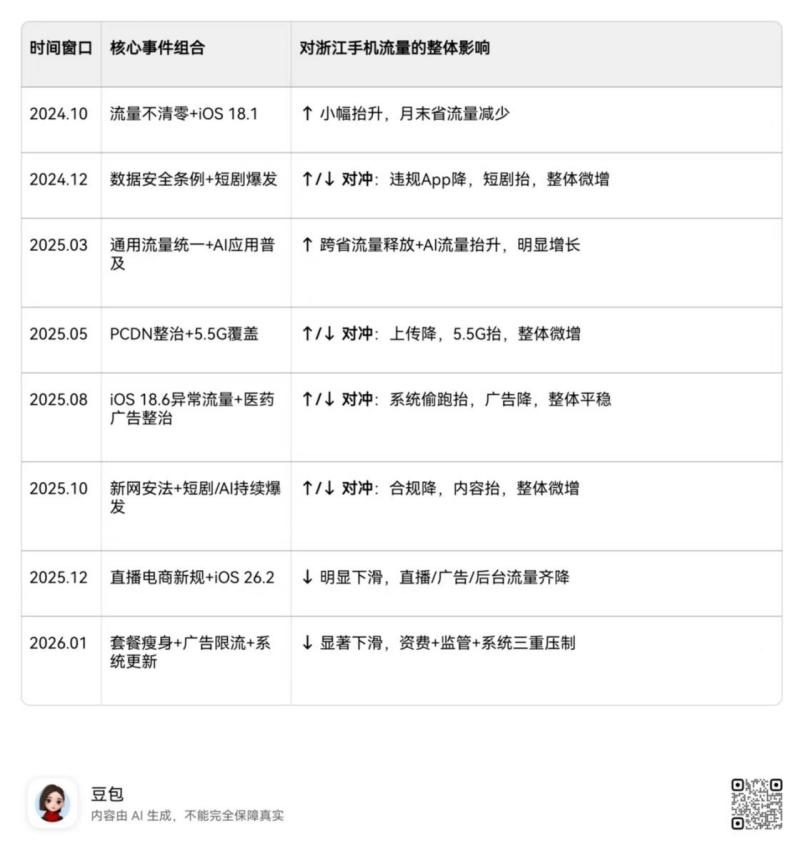 时间窗口 核心事件组合 对浙江手机流量的整体影响
2024.10 流量不清零+iOS 18.1 ↑ 小幅抬升，月末省流量减少
2024.12 数据安全条例+短剧爆发 ↑/↓ 对冲：违规App降，短剧抬，整体微增
2025.03 通用流量统一+AI应用普 ↑ 跨省流量释放+AI流量抬升，明显增长
及
2025.05 PCDN整治+5.5G覆盖 ↑/↓ 对冲：上传降，5.5G抬，整体微增
2025.08 iOS 18.6异常流量+医药 ↑/↓ 对冲：系统偷跑抬，广告降，整体平稳
广告整治
2025.10 新网安法+短剧/AI持续爆 ↑/↓ 对冲：合规降，内容抬，整体微增
发
2025.12 直播电商新规+iOS 26.2 ↓ 明显下滑，直播/广告/后台流量齐降
2026.01 套餐瘦身+广告限流+系 ↓ 显著下滑，资费+监管+系统三重压制
统更新
豆包
内容由 AI 生成，不能完全保障真实